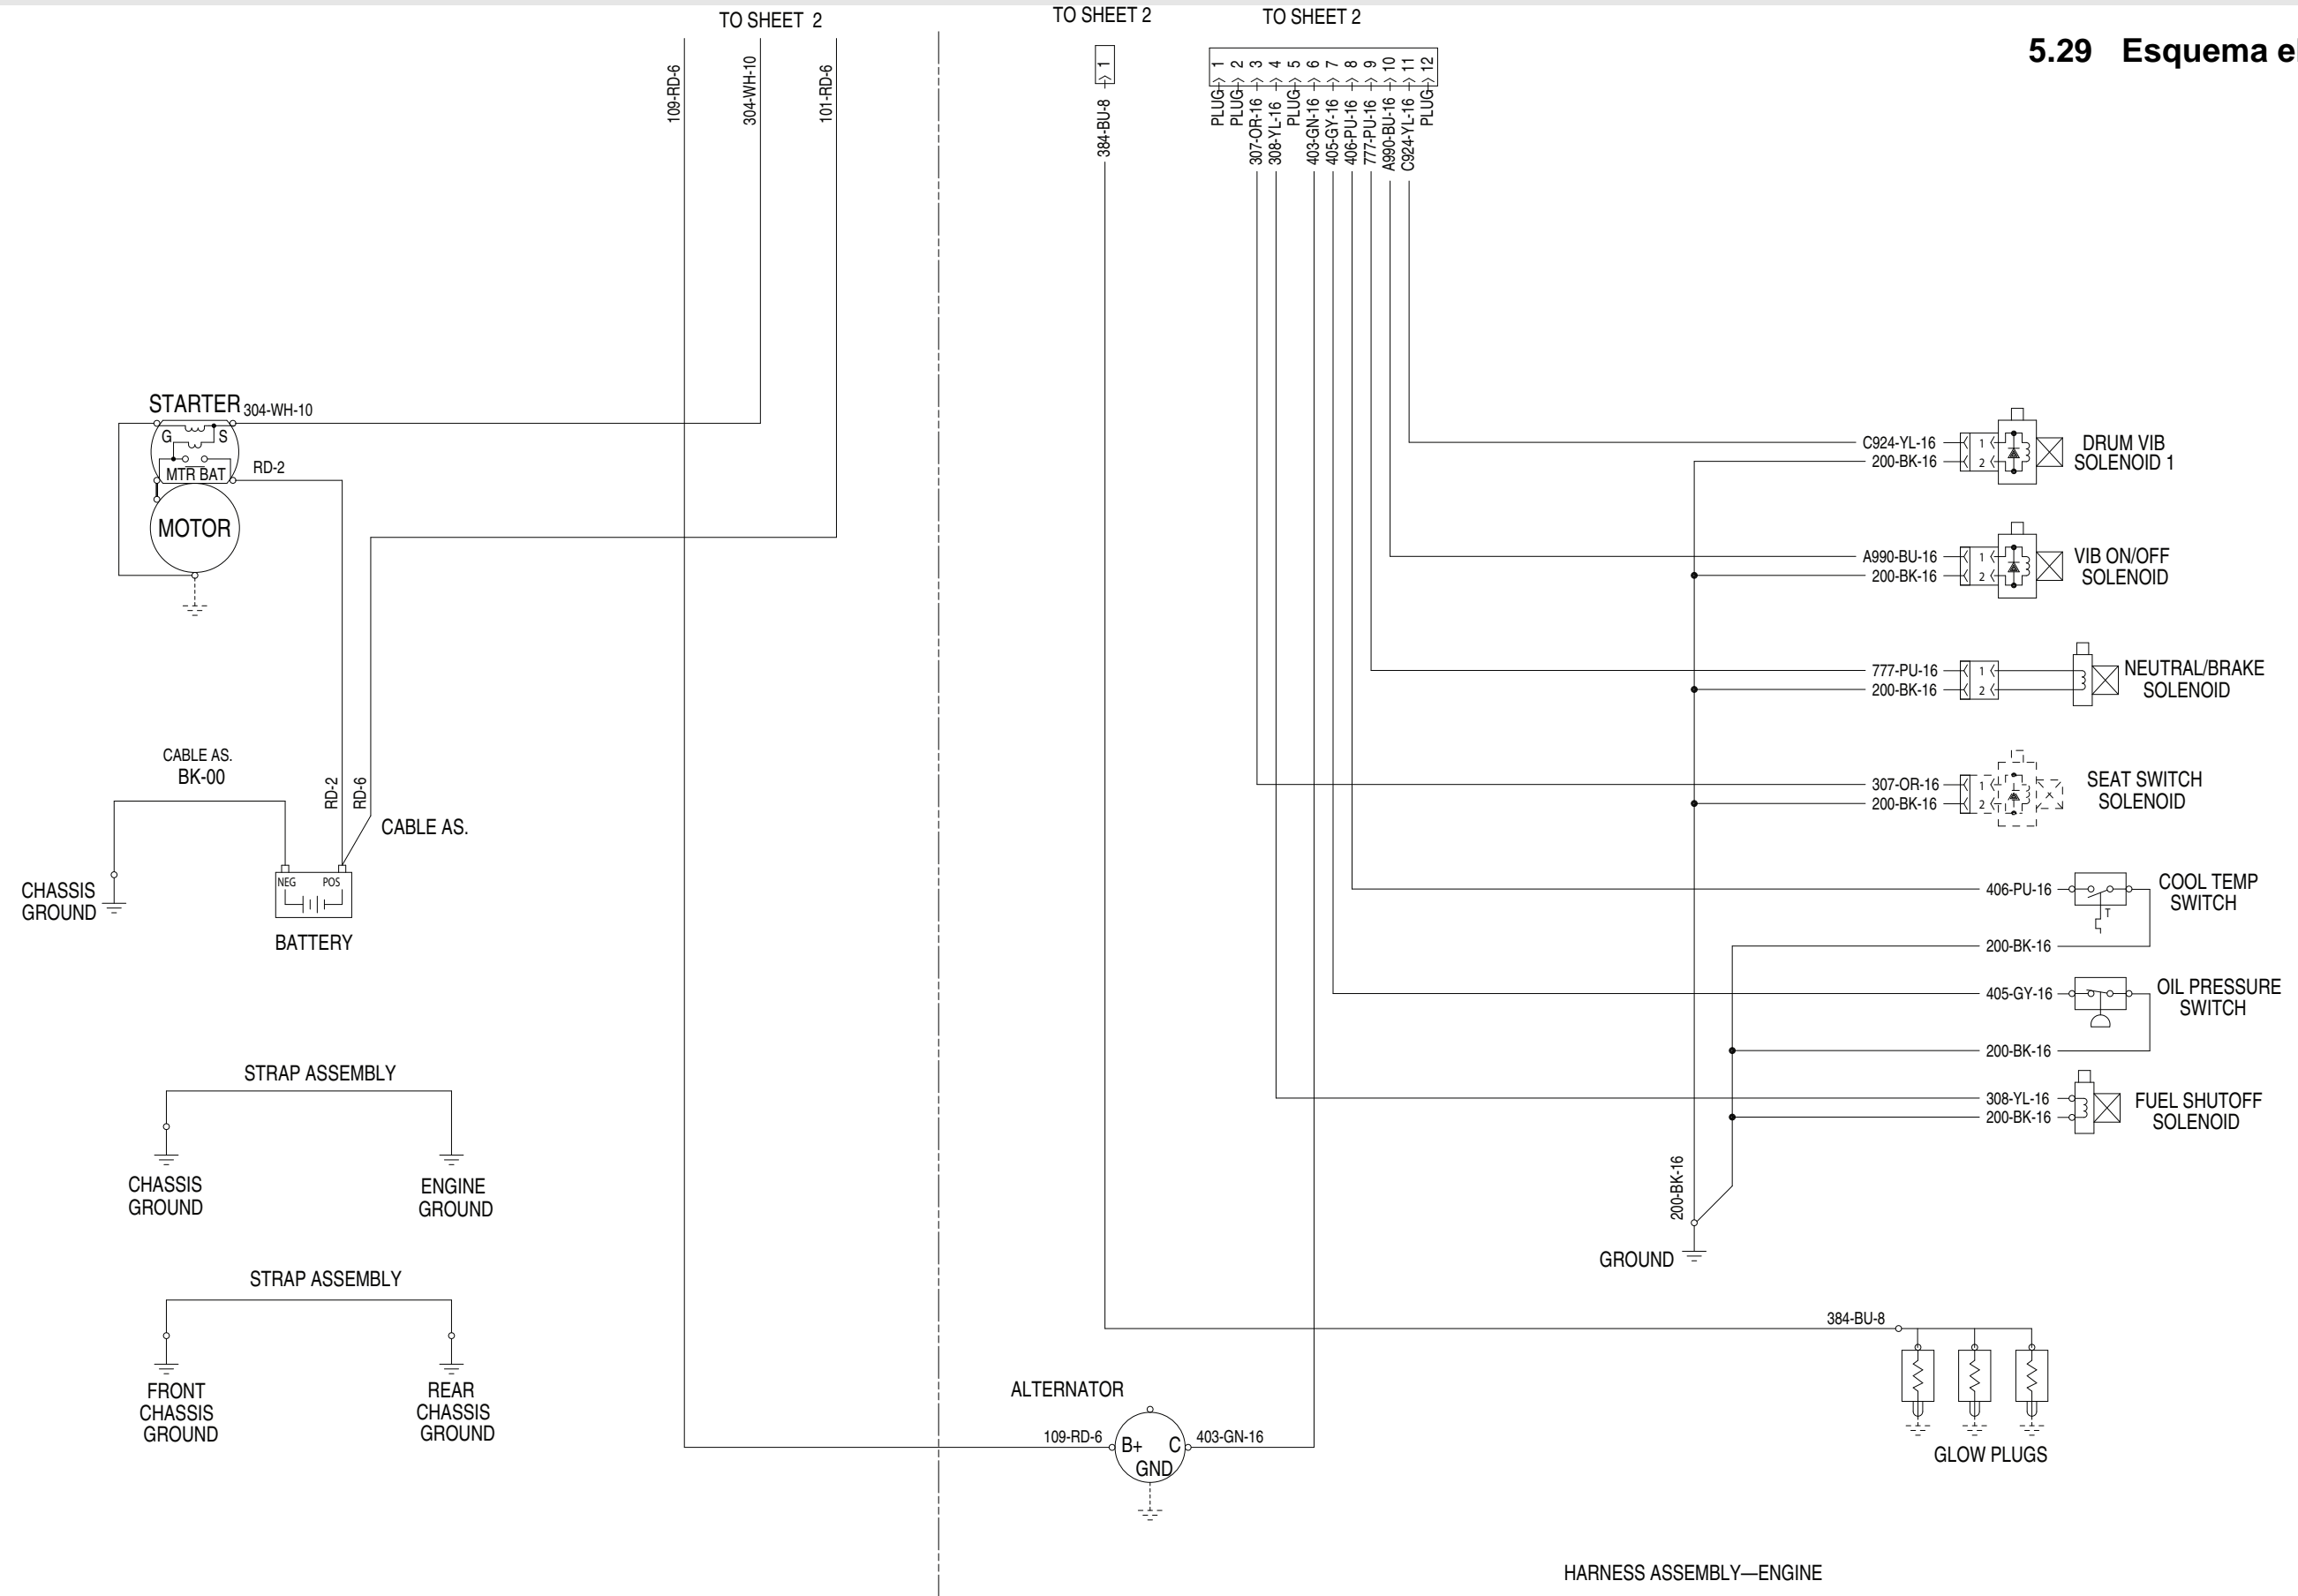 TO SHEET 2
TO SHEET 2
TO SHEET 2
5.29 Esquema el
109-RD-6
304-WH-10
101-RD-6
1
384-BU-8
1
2
3
4
5
6
7
8
9
10
11
12
PLUG
PLUG
307-OR-16
308-YL-16
PLUG
403-GN-16
405-GY-16
406-PU-16
777-PU-16
A990-BU-16
C924-YL-16
PLUG
STARTER
304-WH-10
G
S
MTR BAT
RD-2
MOTOR
C924-YL-16
1
200-BK-16
2
DRUM VIB
SOLENOID 1
A990-BU-16
1
200-BK-16
2
VIB ON/OFF
SOLENOID
777-PU-16
1
200-BK-16
2
NEUTRAL/BRAKE
SOLENOID
CABLE AS.
BK-00
RD-2
RD-6
CABLE AS.
307-OR-16
1
200-BK-16
2
SEAT SWITCH
SOLENOID
NEG
POS
CHASSIS
GROUND
BATTERY
406-PU-16
T
COOL TEMP
SWITCH
200-BK-16
405-GY-16
OIL PRESSURE
SWITCH
200-BK-16
STRAP ASSEMBLY
308-YL-16
200-BK-16
FUEL SHUTOFF
SOLENOID
CHASSIS
GROUND
ENGINE
GROUND
200-BK-16
GROUND
STRAP ASSEMBLY
384-BU-8
FRONT
CHASSIS
GROUND
REAR
CHASSIS
GROUND
ALTERNATOR
109-RD-6
B+
C
403-GN-16
GND
GLOW PLUGS
HARNESS ASSEMBLY—ENGINE